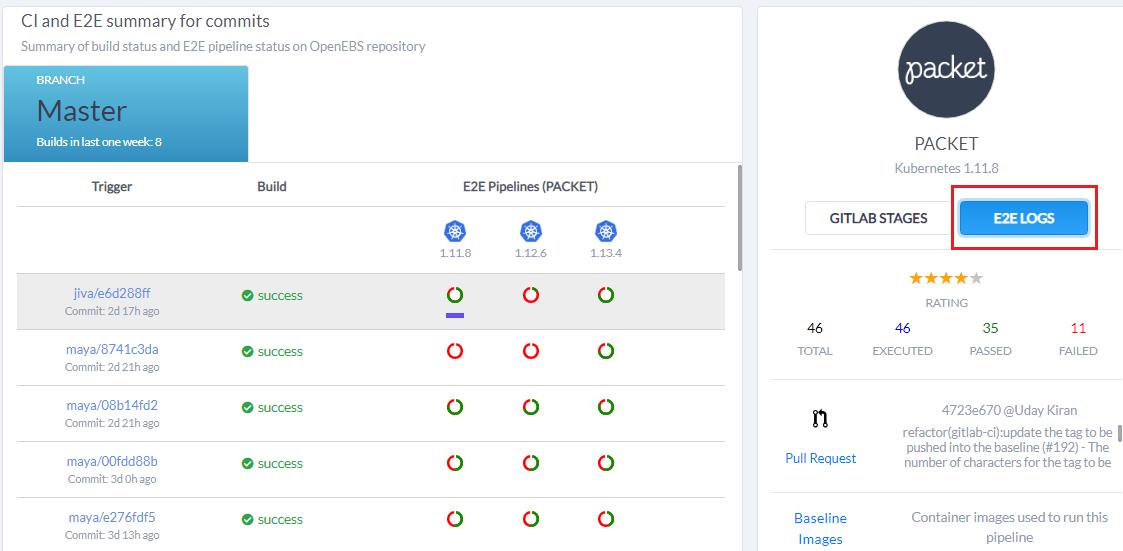 CI and E2E summary for commits
Summary of build status and E2E pipeline status on OpenEBS repository
BRANCH
Master
Builds in last one week: 8
Trigger Build E2E Pipelines (PACKET)
1.11.8 1.12.6 1.13.4
jiva/e6d288ff success
Commit: 2d 17h ago
maya/8741c3da success
Commit: 2d 21h ago
maya/08b14fd2 success
Commit: 2d 21h ago
maya/00fdd88b success
Commit: 3d 0h ago
maya/e276fdf5 success
Commit: 3d 13h ago
packet
PACKET
Kubernetes 1.11.8
GITLAB STAGES E2E LOGS
RATING
46 46 35 11
TOTAL EXECUTED PASSED FAILED
4723e670 @Uday Kiran
refactor(gitlab-ci):update the tag to be
pushed into the baseline (#192) - The
number of characters for the tag to be
Pull Request
Baseline
Images
Container images used to run this
pipeline